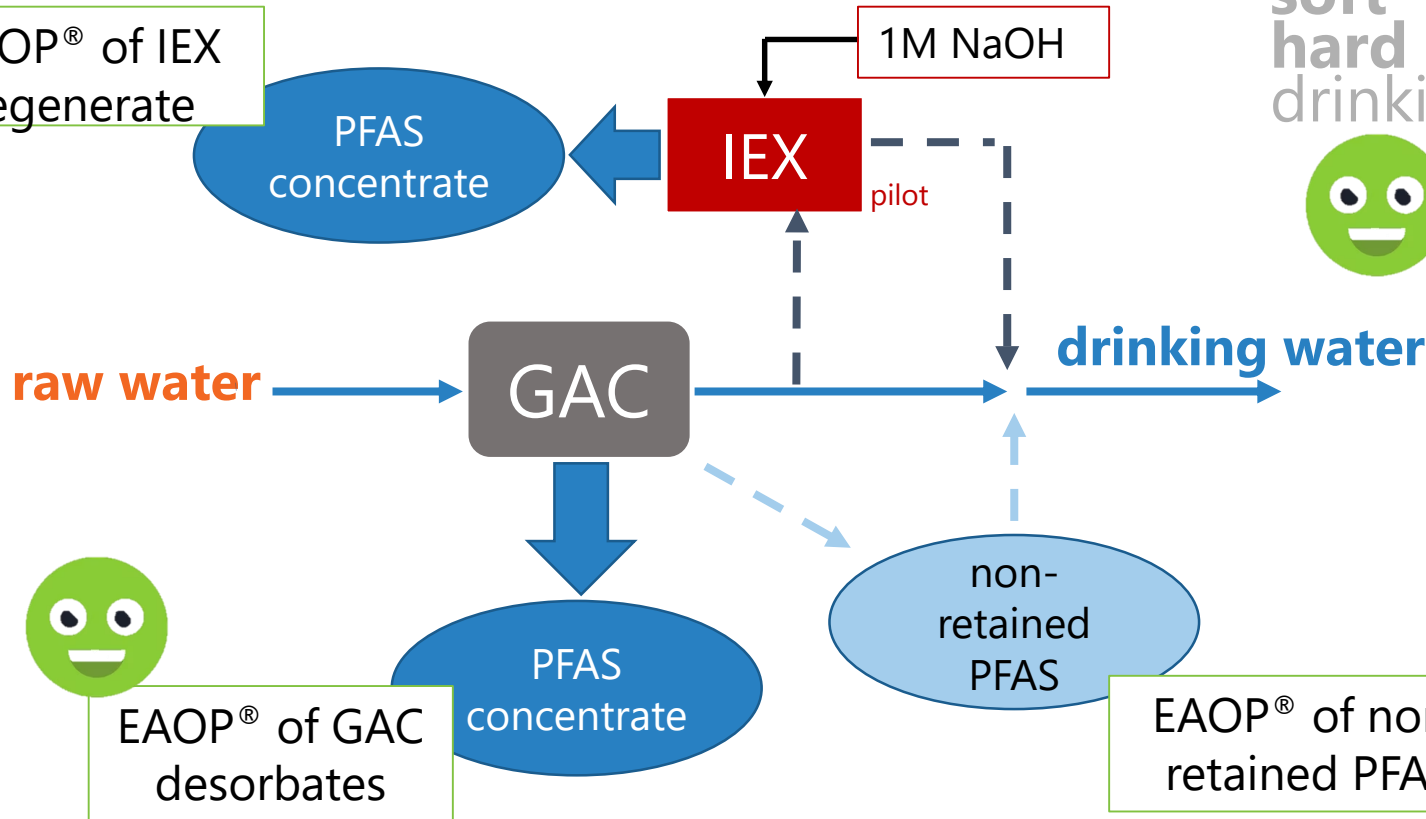 OP® of IEX
egenerate
1M NaOH
soft
hard
drinki
PFAS
concentrate
IEX
pilot
raw water
GAC
drinking water
non-
retained
PFAS
PFAS
concentrate
EAOP® of GAC
desorbates
EAOP® of no
retained PFA